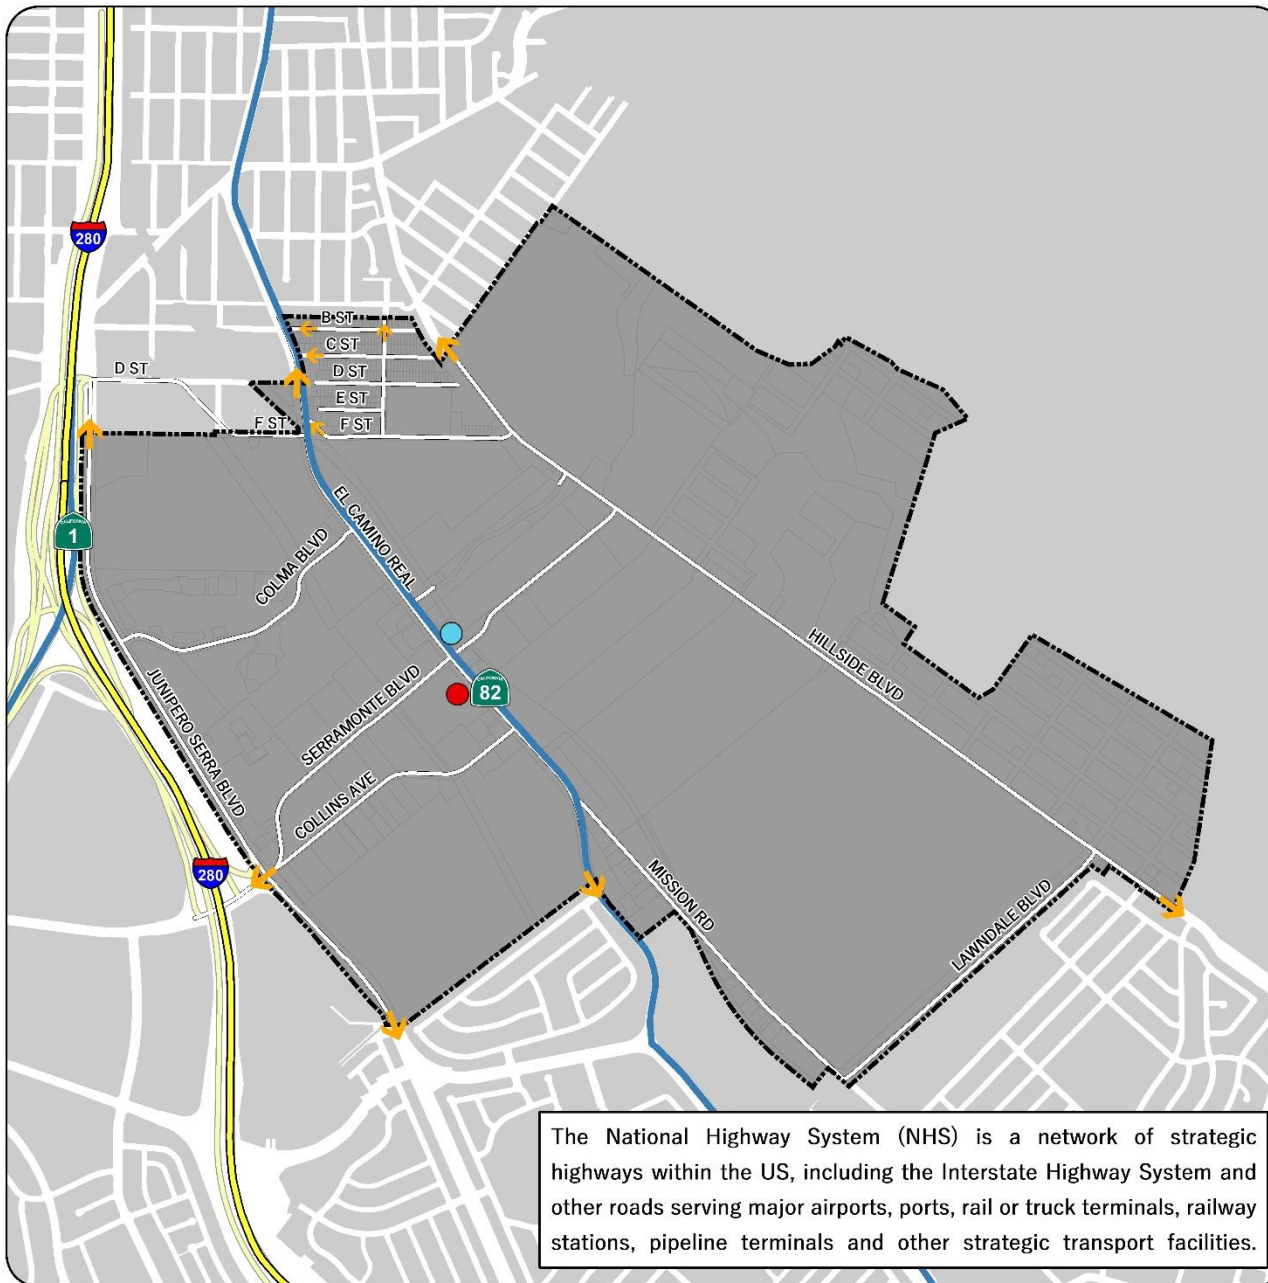 280
B ST
C ST
D ST
D ST
E ST
F ST
F ST
CALIFORNIA
1
EL CAMINO REAL
COLMA BLVD
HILLSIDE BLVD
CALIFORNIA
82
SERRAMONTE BLVD
JUNIPERO SERRA BLVD
COLLINS AVE
280
MISSION RD
LAWNDALE BLVD
The National Highway System (NHS) is a network of strategic
highways within the US, including the Interstate Highway System and
other roads serving major airports, ports, rail or truck terminals, railway
stations, pipeline terminals and other strategic transport facilities.